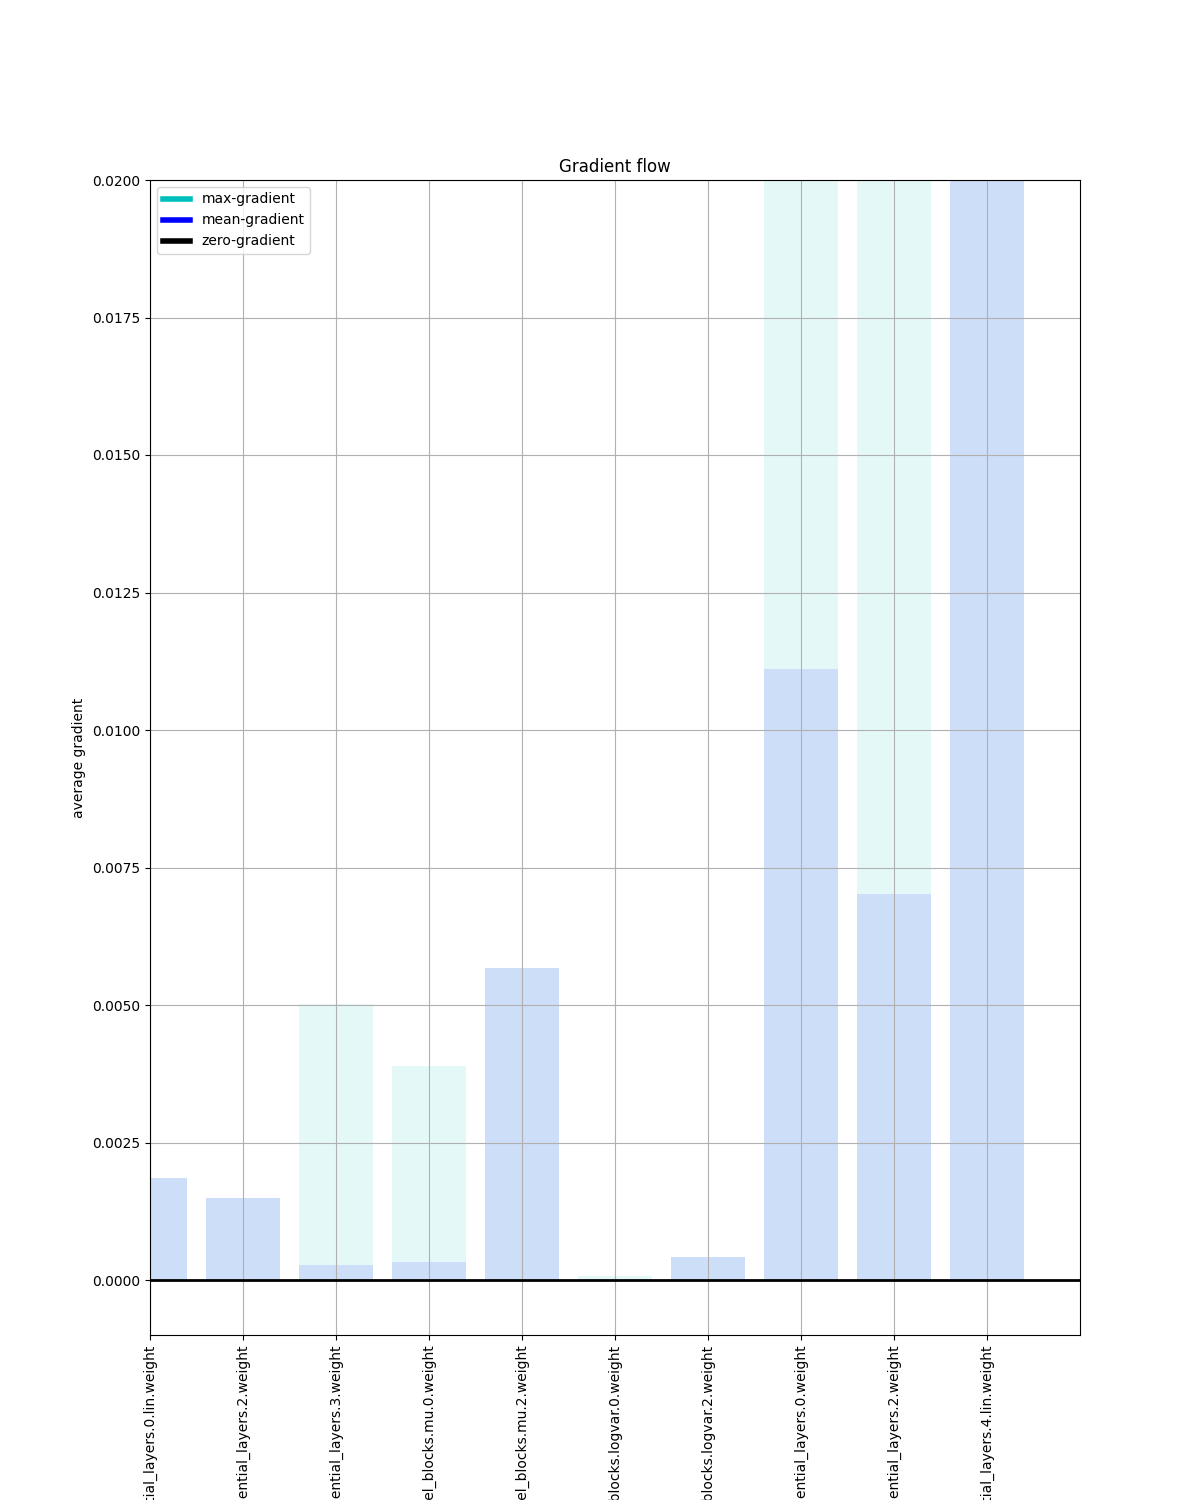 Gradient flow
max-gradient
mean-gradient
zero-gradient
0.0200
0.0175
0.0150
0.0125
0.0100
0.0075
0.0050
0.0025
0.0000
average gradient
tial_layers.0.lin.weight
ential_layers.2.weight
ential_layers.3.weight
el_blocks.mu.0.weight
el_blocks.mu.2.weight
blocks.logvar.0.weight
blocks.logvar.2.weight
ential_layers.0.weight
ential_layers.2.weight
tial_layers.4.lin.weight